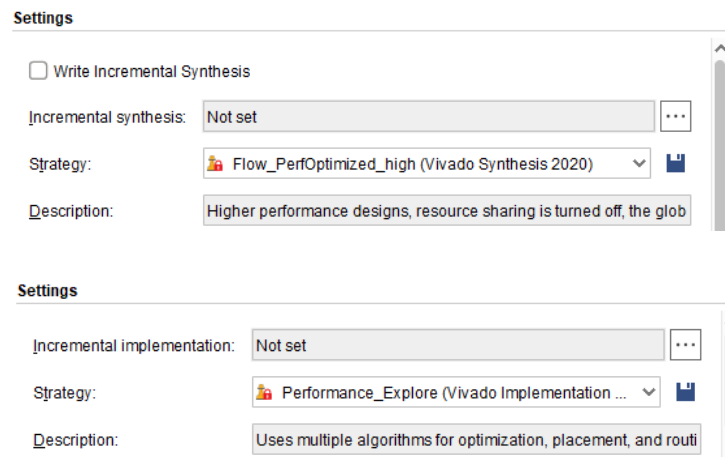 Settings
Write Incremental Synthesis
Incremental synthesis: Not set ...
Strategy: Flow_PerfOptimized_high (Vivado Synthesis 2020)
Description: Higher performance designs, resource sharing is turned off, the glob
Settings
Incremental implementation: Not set ...
Strategy: Performance_Explore (Vivado Implementation ...
Description: Uses multiple algorithms for optimization, placement, and routi